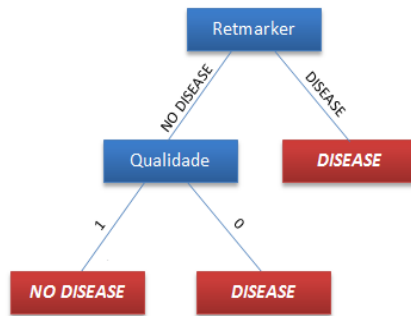 Retmarker
NO DISEASE
DISEASE
Qualidade
DISEASE
1
0
NO DISEASE
DISEASE